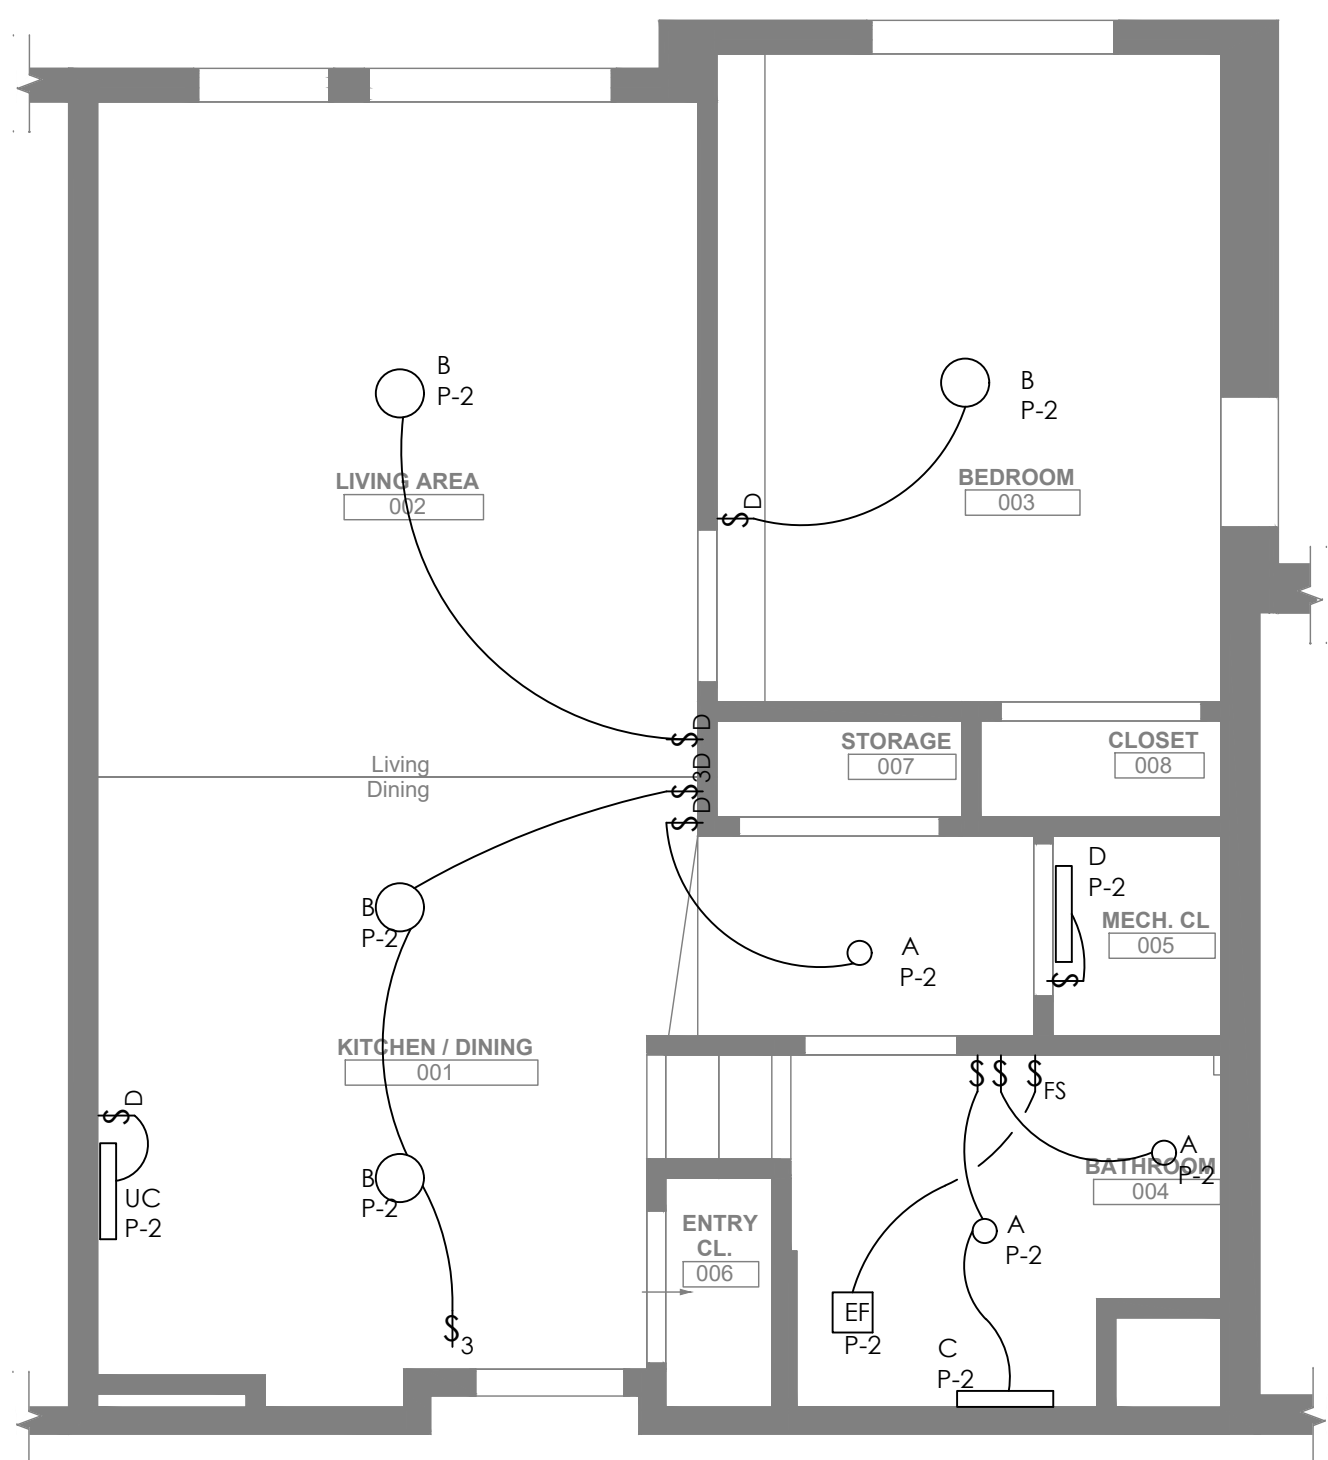 B
P-2
LIVING AREA
002
B
P-2
BEDROOM
003
$ D
$ D
Living
Dining
$ 3D
$ D
STORAGE
007
CLOSET
008
B
P-2
A
P-2
D
P-2
MECH. CL
005
$
KITCHEN / DINING
001
$ D
UC
P-2
B
P-2
$ 3
ENTRY
CL.
006
$ $ $ FS
A
P-2
BATHROOM
004
A
P-2
EF
P-2
C
P-2